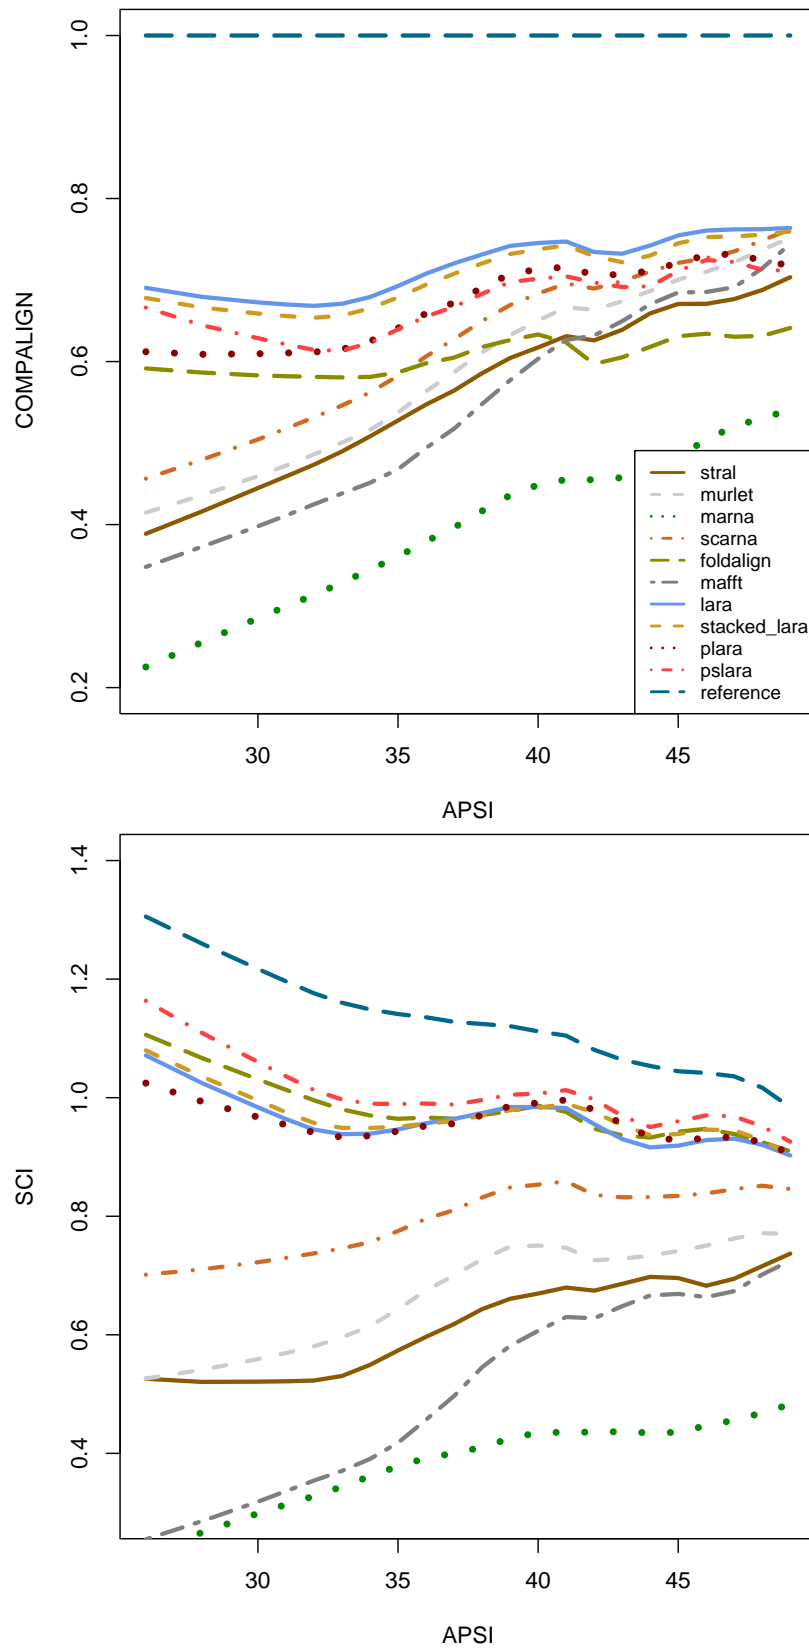 1.0
0.8
0.6
0.4
0.2
COMPALIGN
stral
murlet
marna
scarna
foldalign
mafft
lara
stacked_lara
plara
pslara
reference
30 35 40 45
APSI
1.4
1.2
1.0
0.8
0.6
0.4
SCI
30 35 40 45
APSI